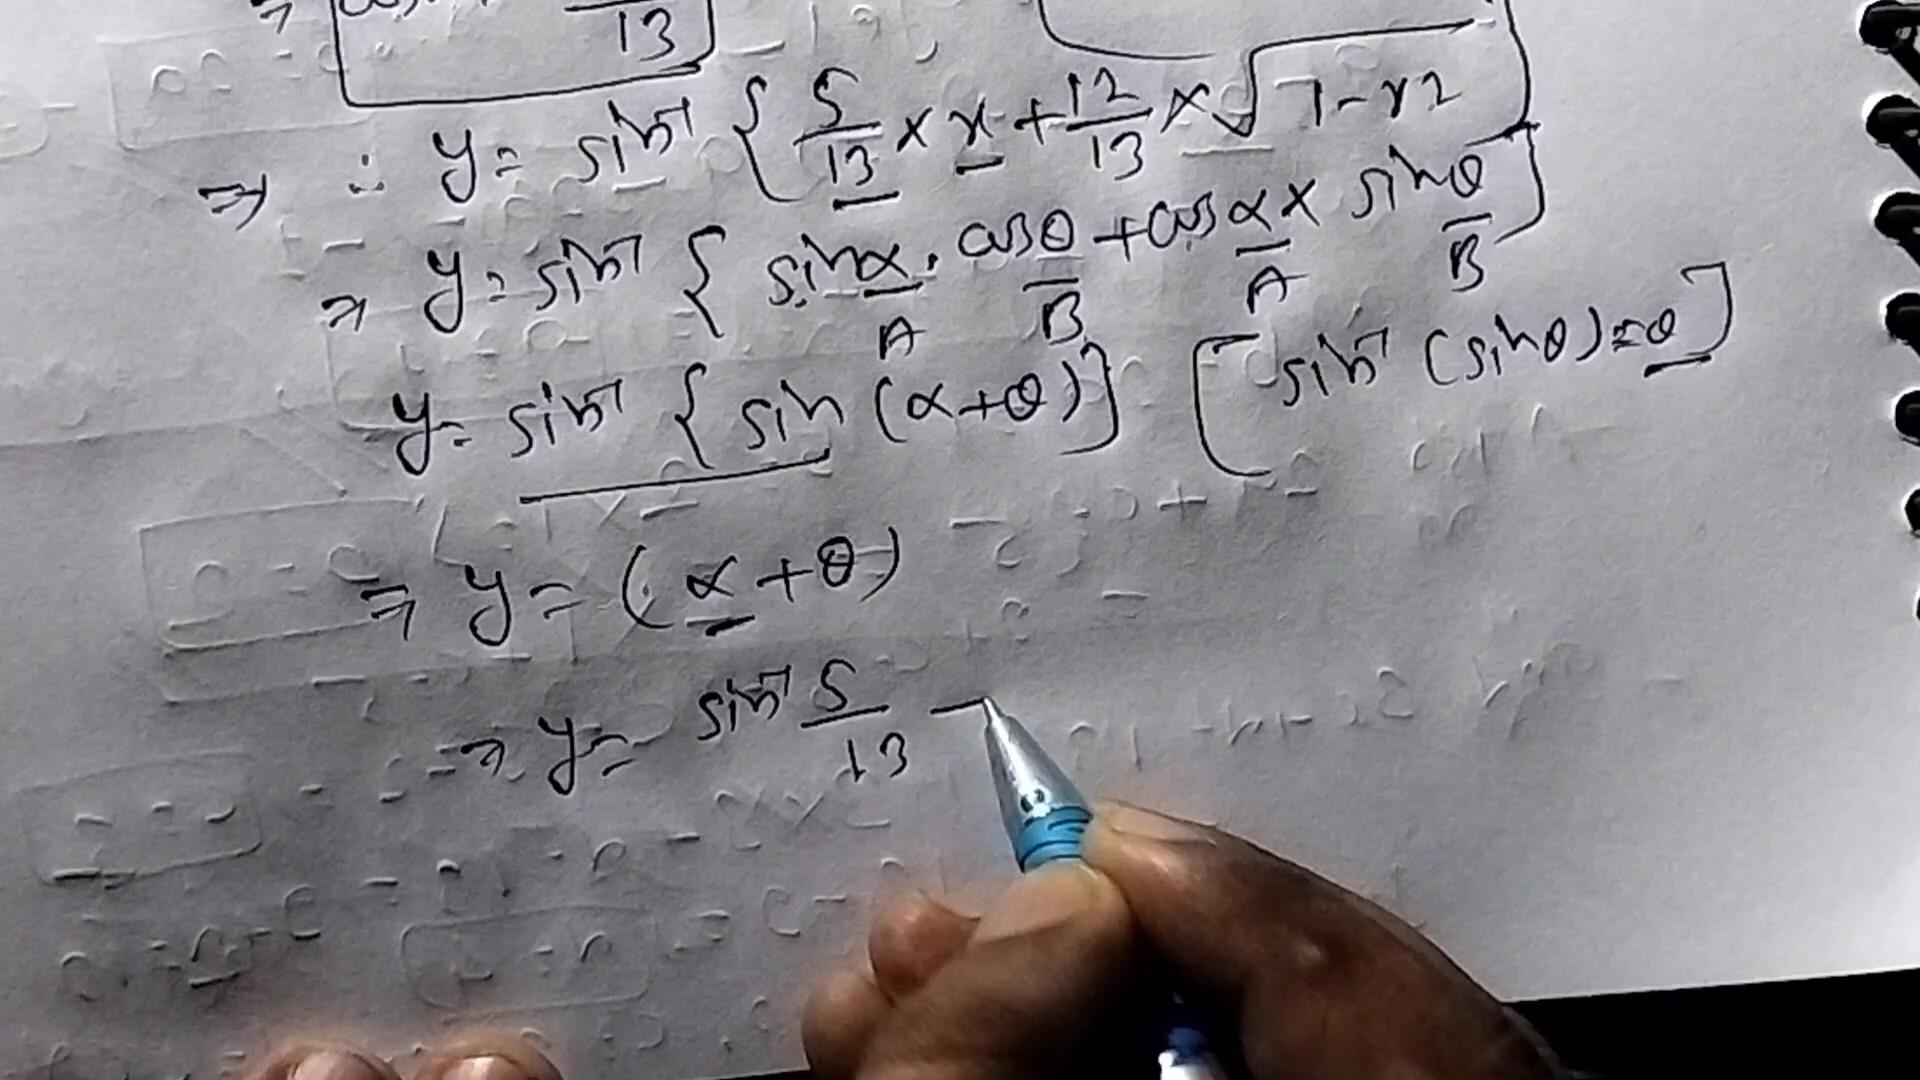 ⇒ cos 13
⇒ ∴ y = sin⁻¹ { 5/13 × x + 12/13 × √1-x2
⇒ y = sin⁻¹ { sinα . cosθ + cosα × sinθ }
A B A B
y = sin⁻¹ { sin (α+θ) } [ sin⁻¹ (sinθ) = θ ]
⇒ y = (α+θ)
⇒ y = sin⁻¹ 5/13 —